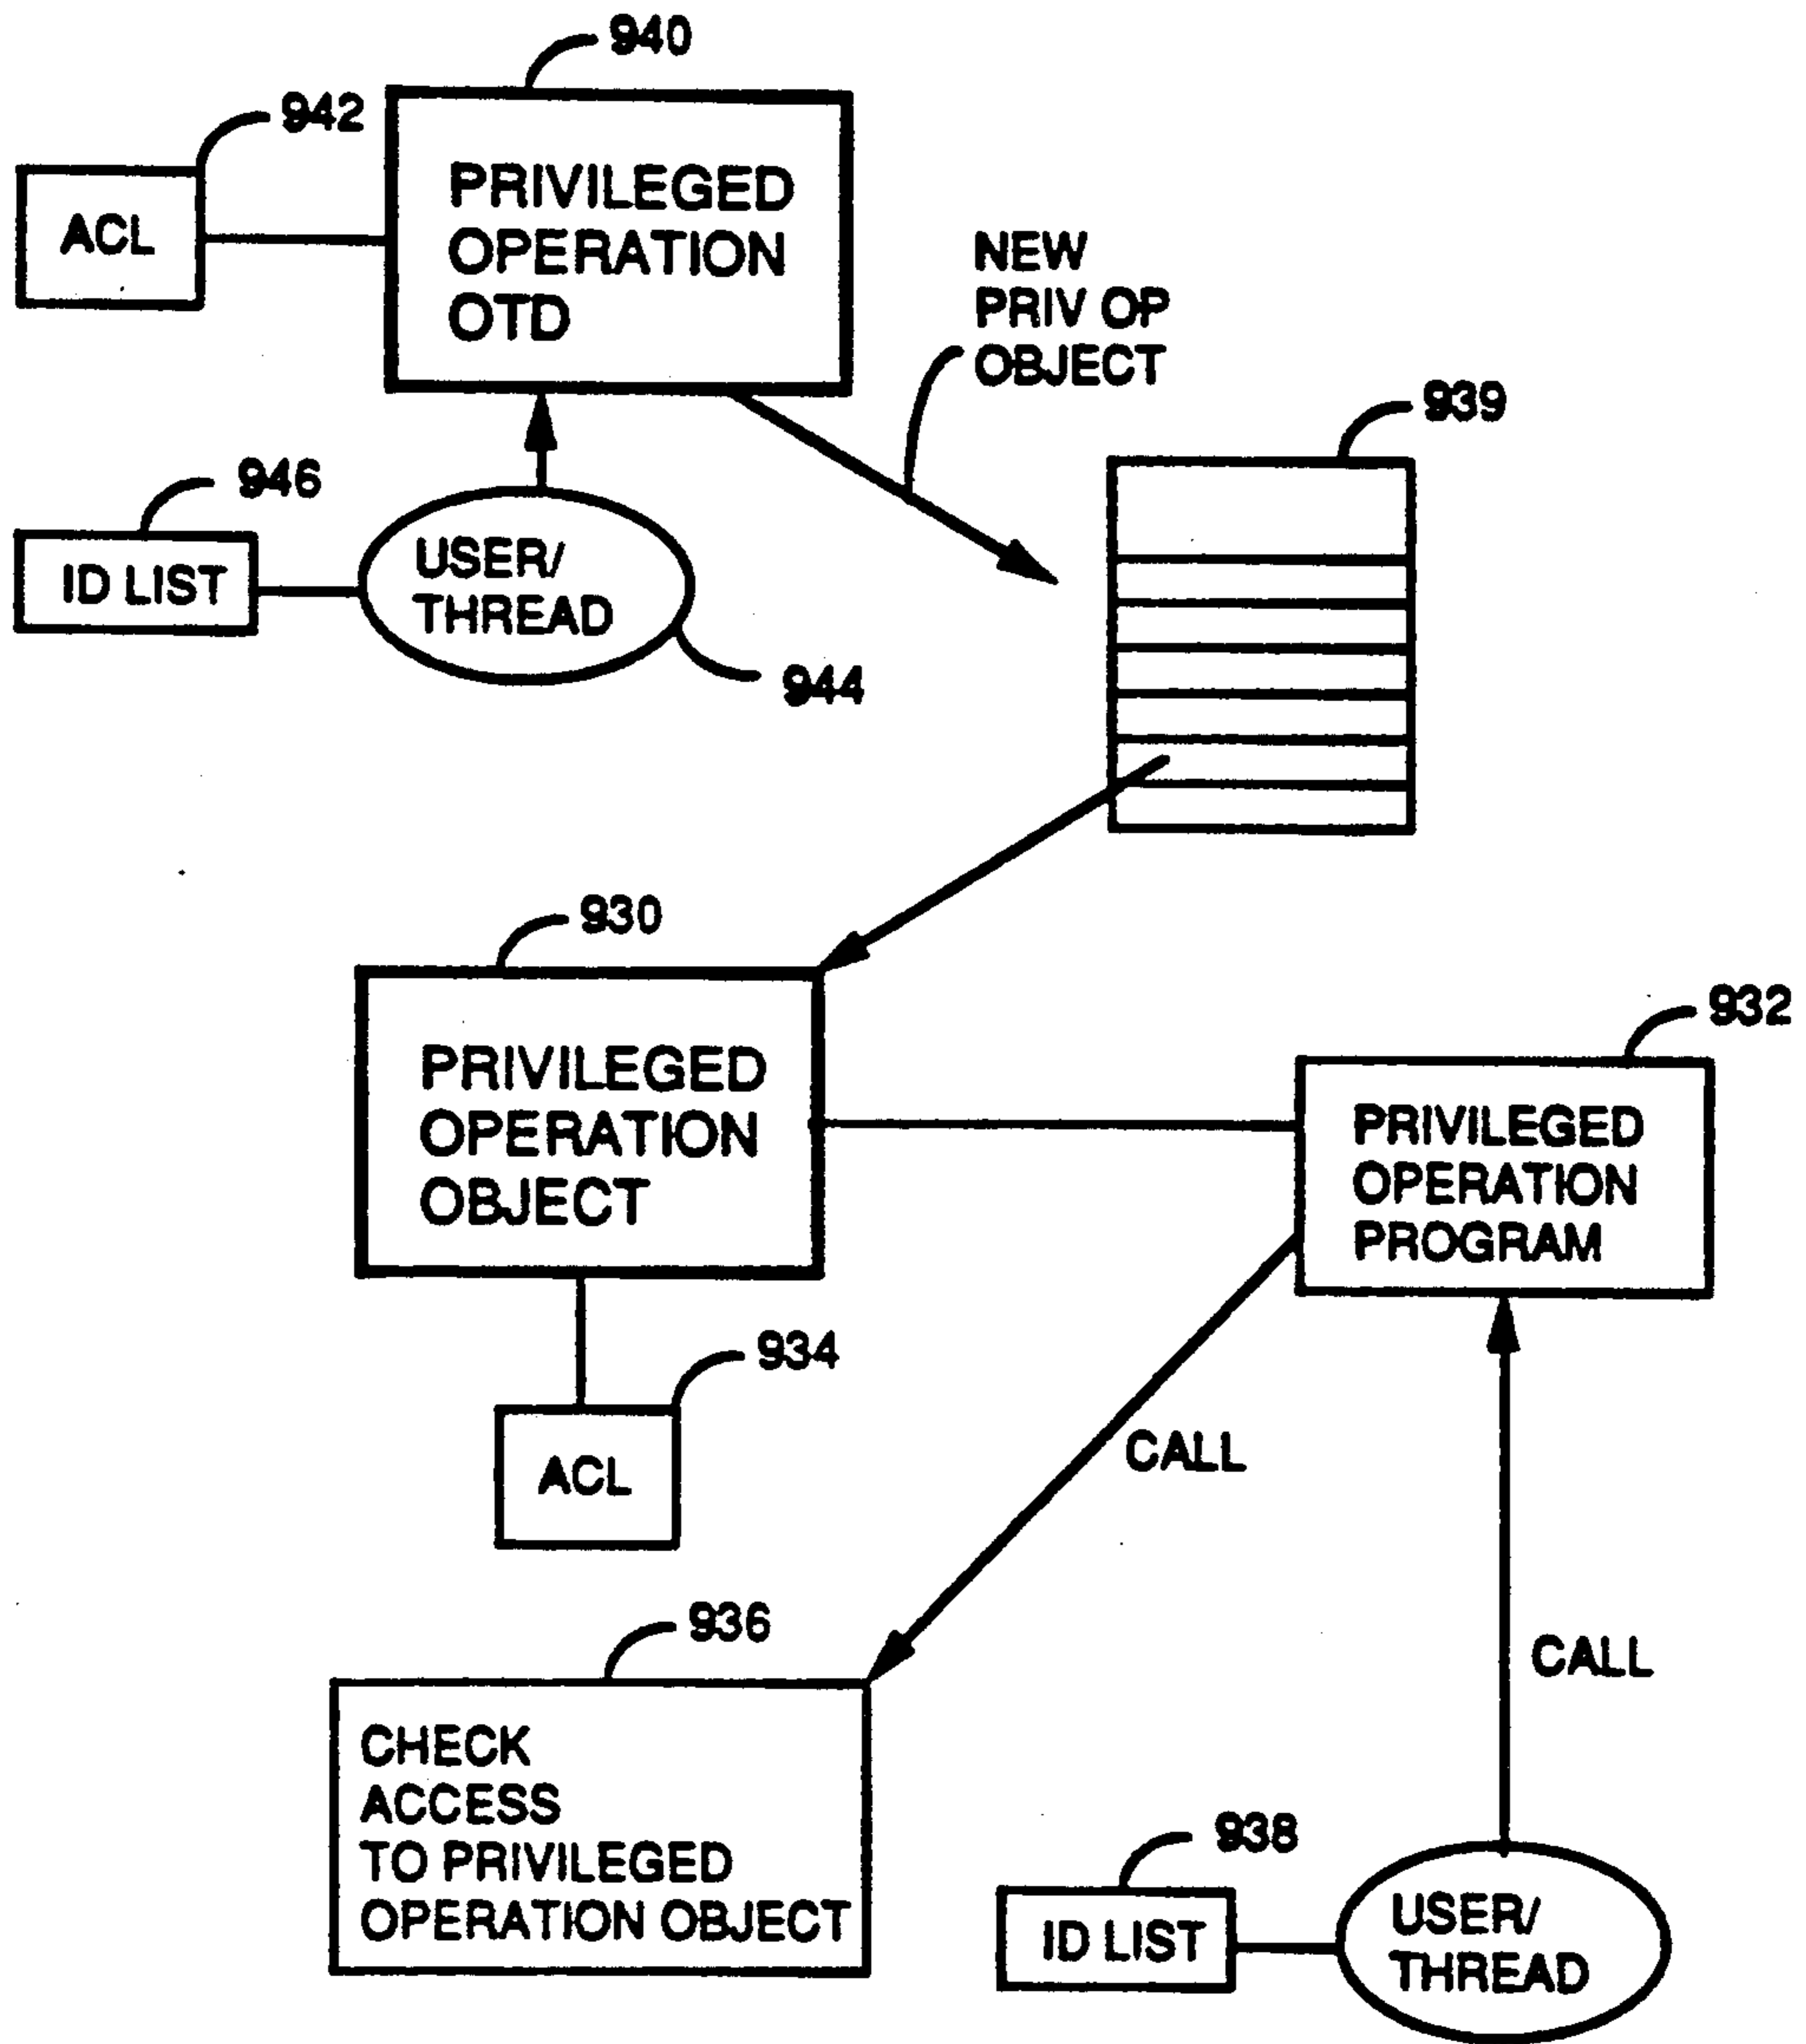 940
942
PRIVILEGED
OPERATION
OTD
ACL
NEW
PRIV OP
OBJECT
939
946
USER/
THREAD
ID LIST
944
930
932
PRIVILEGED
OPERATION
OBJECT
PRIVILEGED
OPERATION
PROGRAM
934
CALL
ACL
936
CALL
CHECK
ACCESS
TO PRIVILEGED
OPERATION OBJECT
938
ID LIST
USER/
THREAD